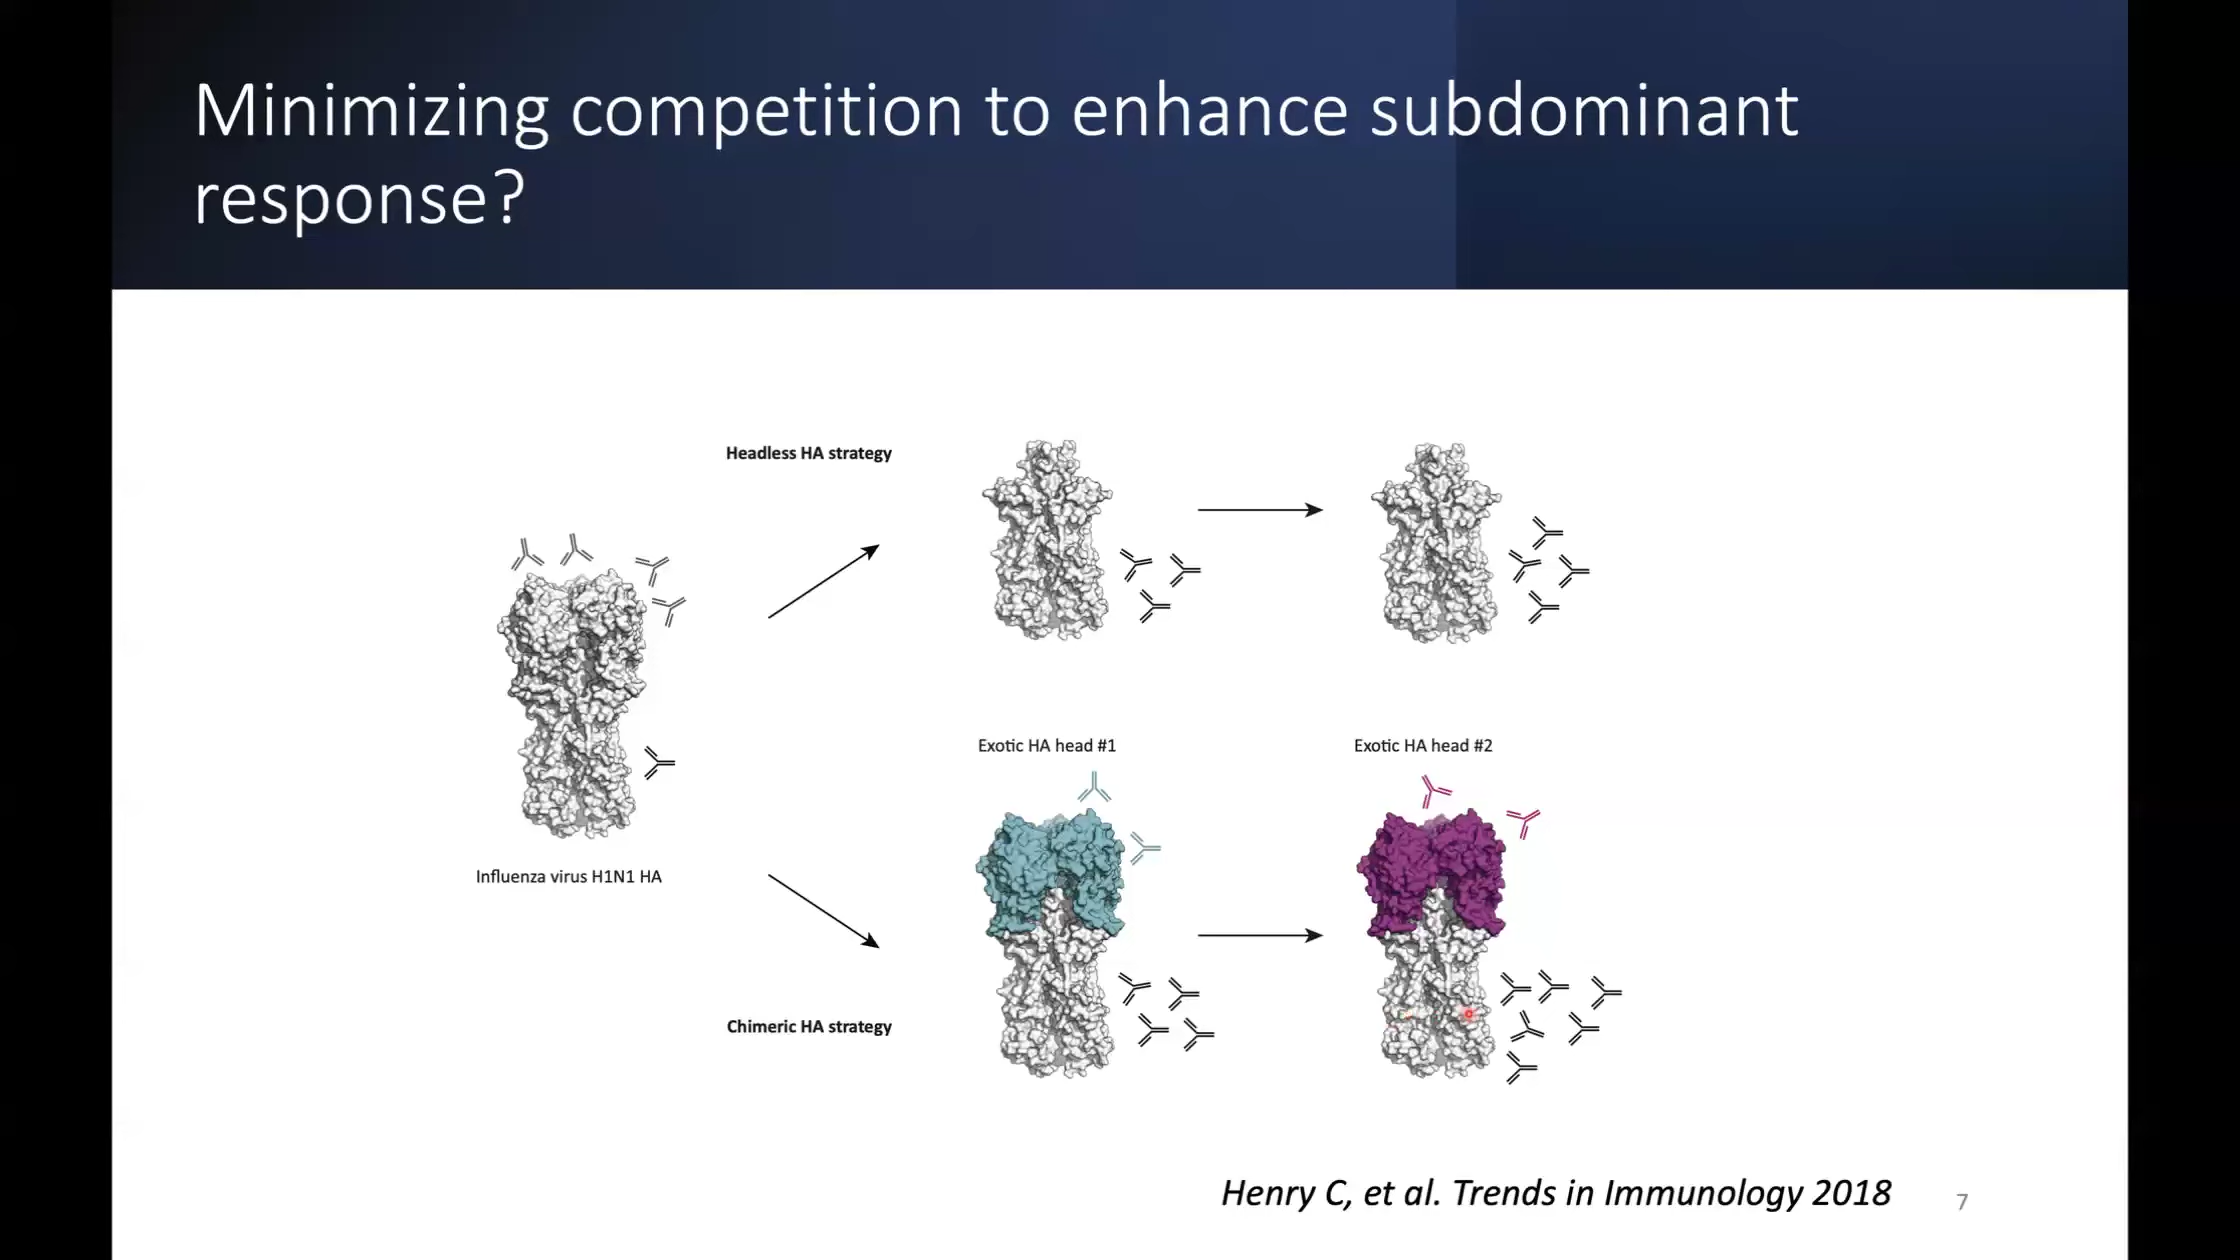 Minimizing competition to enhance subdominant
response?
Headless HA strategy
Influenza virus H1N1 HA
Exotic HA head #1
Exotic HA head #2
Chimeric HA strategy
Henry C, et al. Trends in Immunology 2018
7